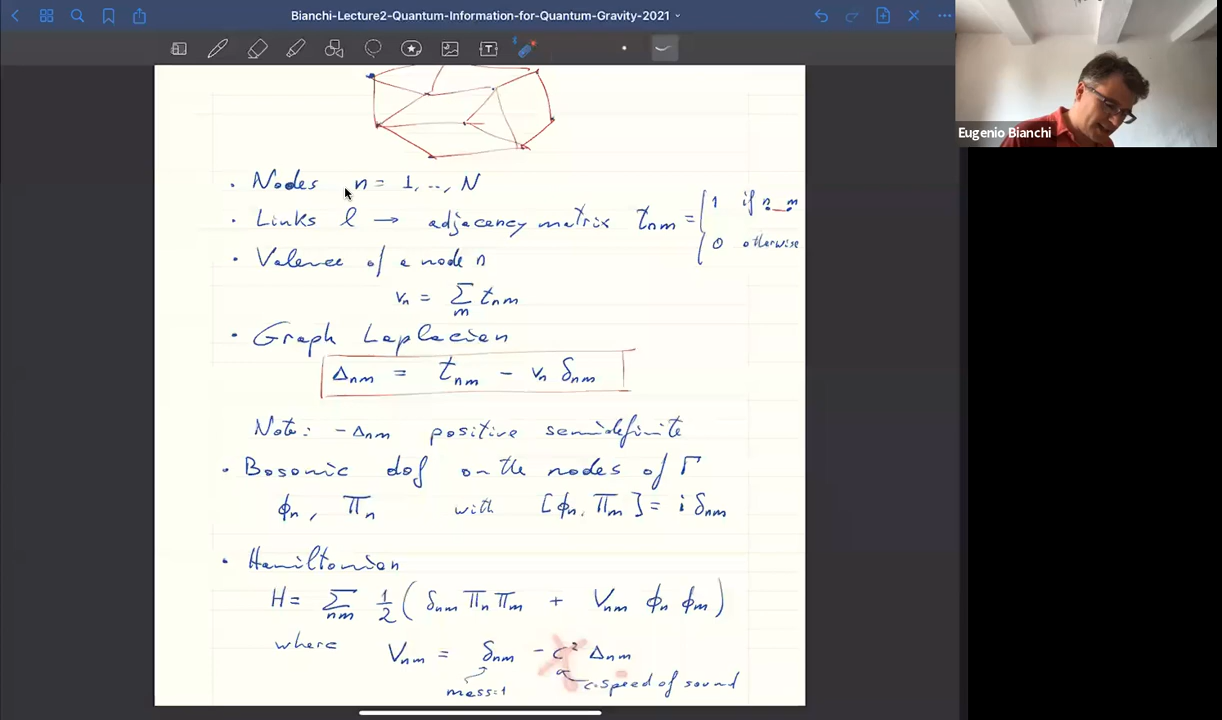 Bianchi-Lecture2-Quantum-Information-for-Quantum-Gravity-2021
Eugenio Bianchi
· Nodes n = 1, .., N
· Links l → adjacency matrix t_nm = { 1 if n m
0 otherwise
· Valence of a node n
v_n = Σ_m t_nm
· Graph Laplacian
Δ_nm = t_nm - v_n δ_nm
Note: -Δ_nm positive semidefinite
· Bosonic dof on the nodes of Γ
ϕ_n, π_n with [ϕ_n, π_m] = i δ_nm
· Hamiltonian
H = Σ_nm 1/2 ( δ_nm π_n π_m + V_nm ϕ_n ϕ_m )
where V_nm = δ_nm - c² Δ_nm
mass=1 c.speed of sound